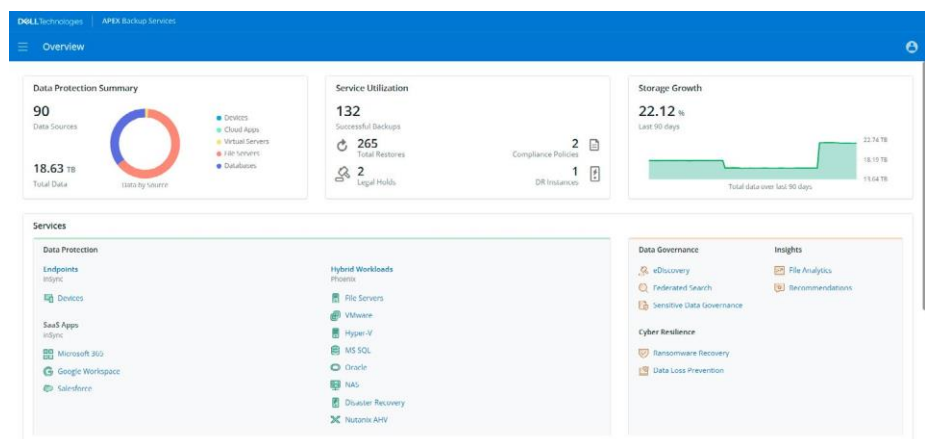 DELL Technologies APEX Backup Services
Overview
Data Protection Summary
90
Data Sources
18.63 TB
Total Data
Data by source
Devices
Cloud Apps
Virtual Servers
File Servers
Databases
Service Utilization
132
Successful Backups
265
Total Restores
2
Compliance Policies
2
Legal Holds
1
DR Instances
Storage Growth
22.12 %
Last 90 days
22.74 TB
18.19 TB
13.64 TB
Total data over last 90 days
Services
Data Protection
Endpoints
inSync
Devices
SaaS Apps
inSync
Microsoft 365
Google Workspace
Salesforce
Hybrid Workloads
Phoenix
File Servers
VMware
Hyper-V
MS SQL
Oracle
NAS
Disaster Recovery
Nutanix AHV
Data Governance
eDiscovery
Federated Search
Sensitive Data Governance
Insights
File Analytics
Recommendations
Cyber Resilience
Ransomware Recovery
Data Loss Prevention